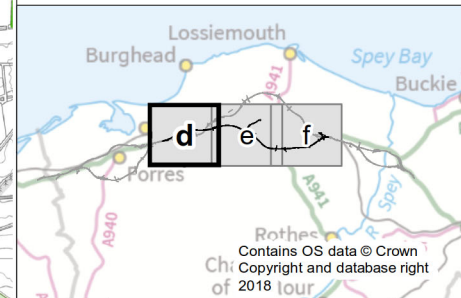 Lossiemouth
Burghead
Spey Bay
Buckie
A941
d
e
f
Forres
A940
A941
R Spey
Rothes
Contains OS data © Crown
Copyright and database right
2018